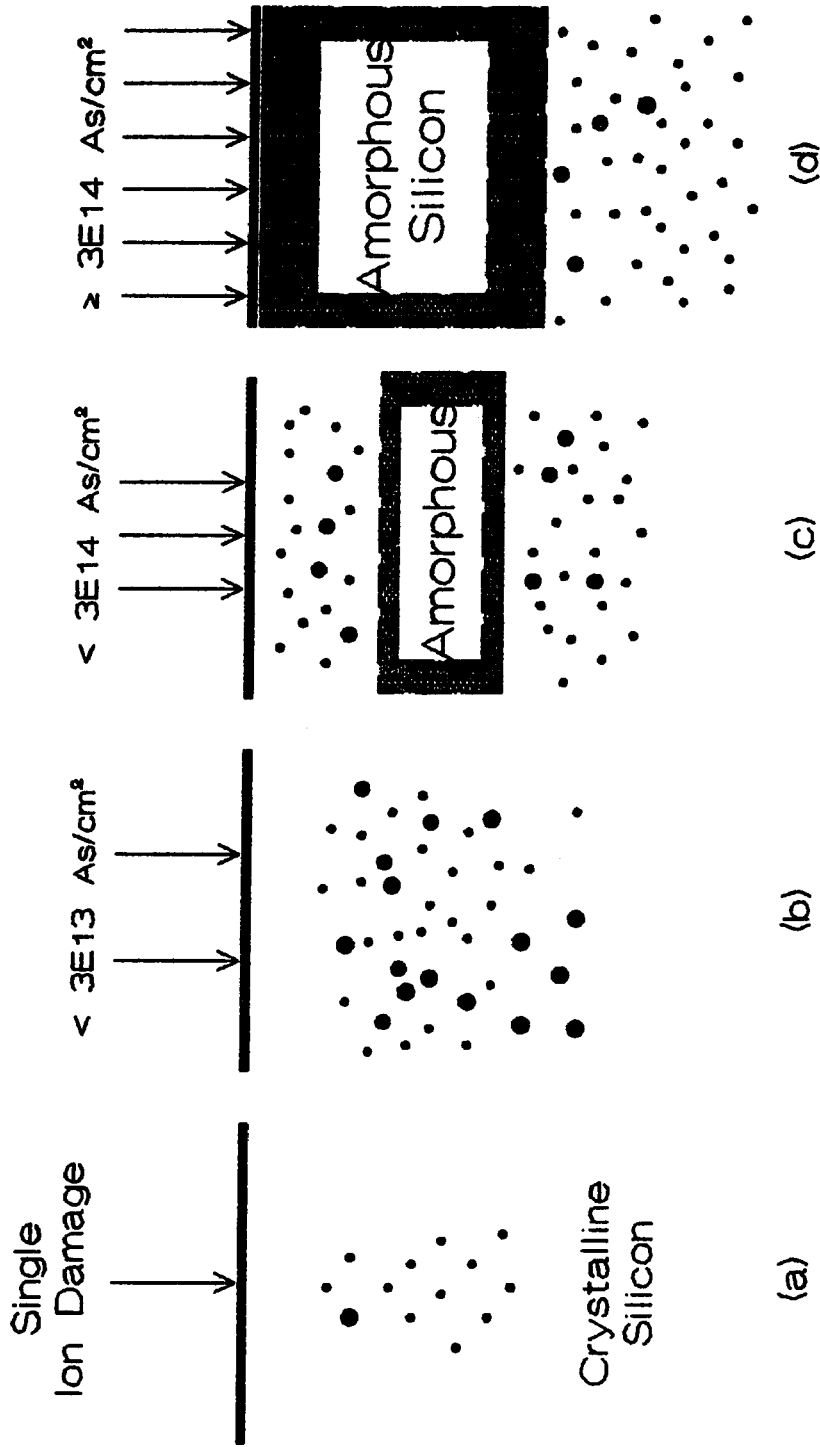 Single
Ion Damage
Crystalline
Silicon
(a)
< 3E13 As/cm²
(b)
< 3E14 As/cm²
Amorphous
(c)
≥ 3E14 As/cm²
Amorphous
Silicon
(d)